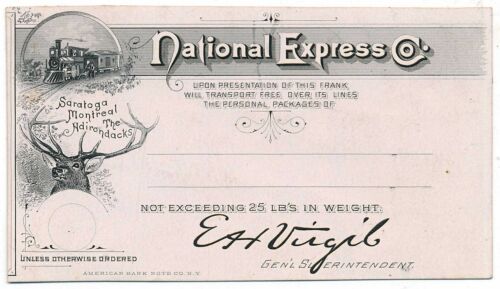 National Express Co.
UPON PRESENTATION OF THIS FRANK
WILL TRANSPORT FREE OVER ITS LINES
THE PERSONAL PACKAGES OF
Saratoga
Montreal
The
Adirondacks
NOT EXCEEDING 25 LB'S IN WEIGHT.
EH Virgil
GEN'L SUPERINTENDENT.
UNLESS OTHERWISE ORDERED
AMERICAN BANK NOTE CO. N.Y.